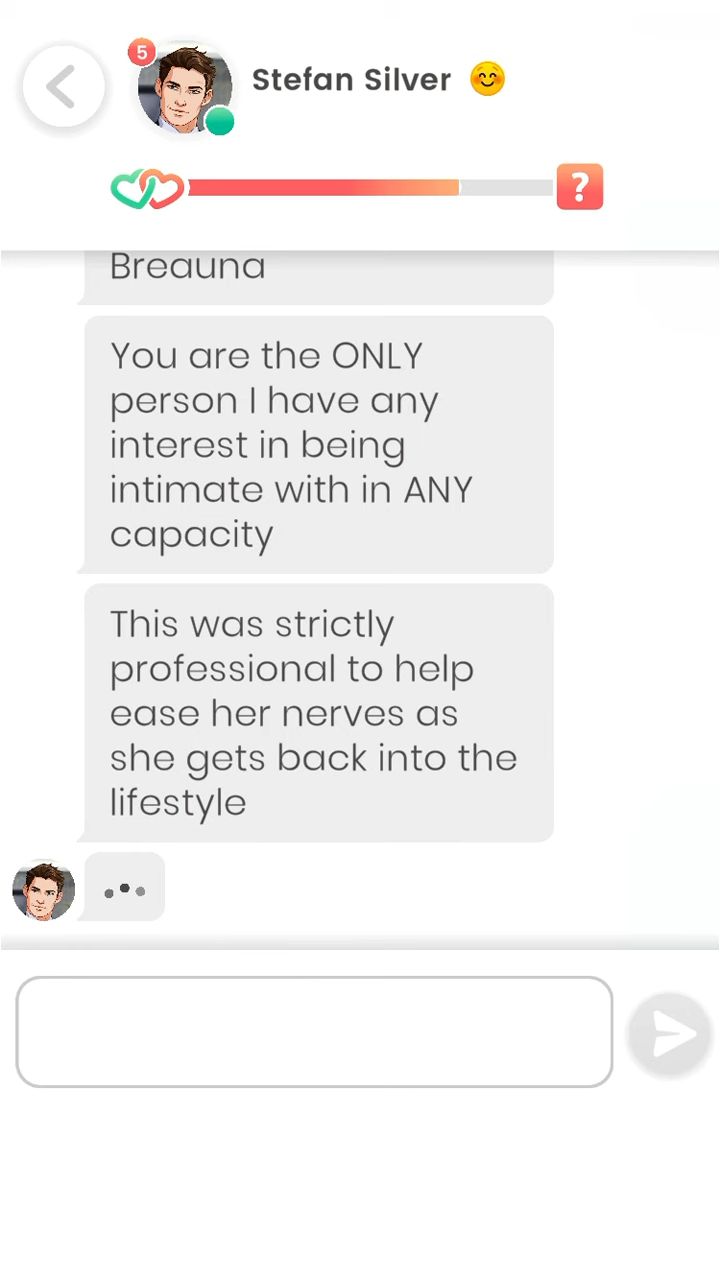 5
Stefan Silver
?
Breauna
You are the ONLY
person I have any
interest in being
intimate with in ANY
capacity
This was strictly
professional to help
ease her nerves as
she gets back into the
lifestyle